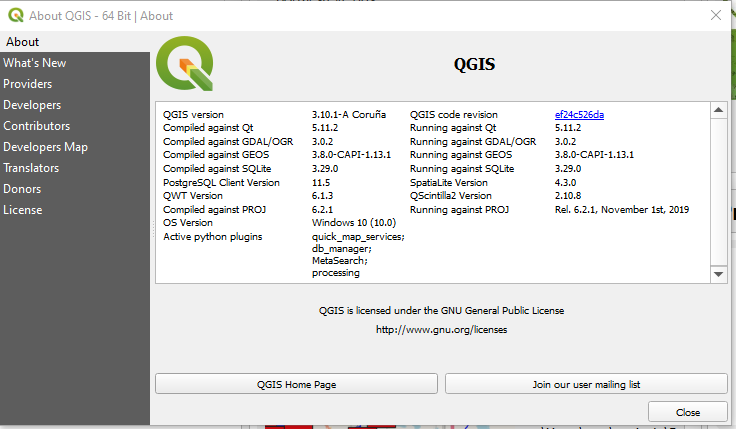 About QGIS - 64 Bit | About
About
What's New
Providers
Developers
Contributors
Developers Map
Translators
Donors
License
QGIS
QGIS version 3.10.1-A Coruña QGIS code revision ef24c526da
Compiled against Qt 5.11.2 Running against Qt 5.11.2
Compiled against GDAL/OGR 3.0.2 Running against GDAL/OGR 3.0.2
Compiled against GEOS 3.8.0-CAPI-1.13.1 Running against GEOS 3.8.0-CAPI-1.13.1
Compiled against SQLite 3.29.0 Running against SQLite 3.29.0
PostgreSQL Client Version 11.5 SpatiaLite Version 4.3.0
QWT Version 6.1.3 QScintilla2 Version 2.10.8
Compiled against PROJ 6.2.1 Running against PROJ Rel. 6.2.1, November 1st, 2019
OS Version Windows 10 (10.0)
Active python plugins quick_map_services;
db_manager;
MetaSearch;
processing
QGIS is licensed under the GNU General Public License
http://www.gnu.org/licenses
QGIS Home Page Join our user mailing list
Close